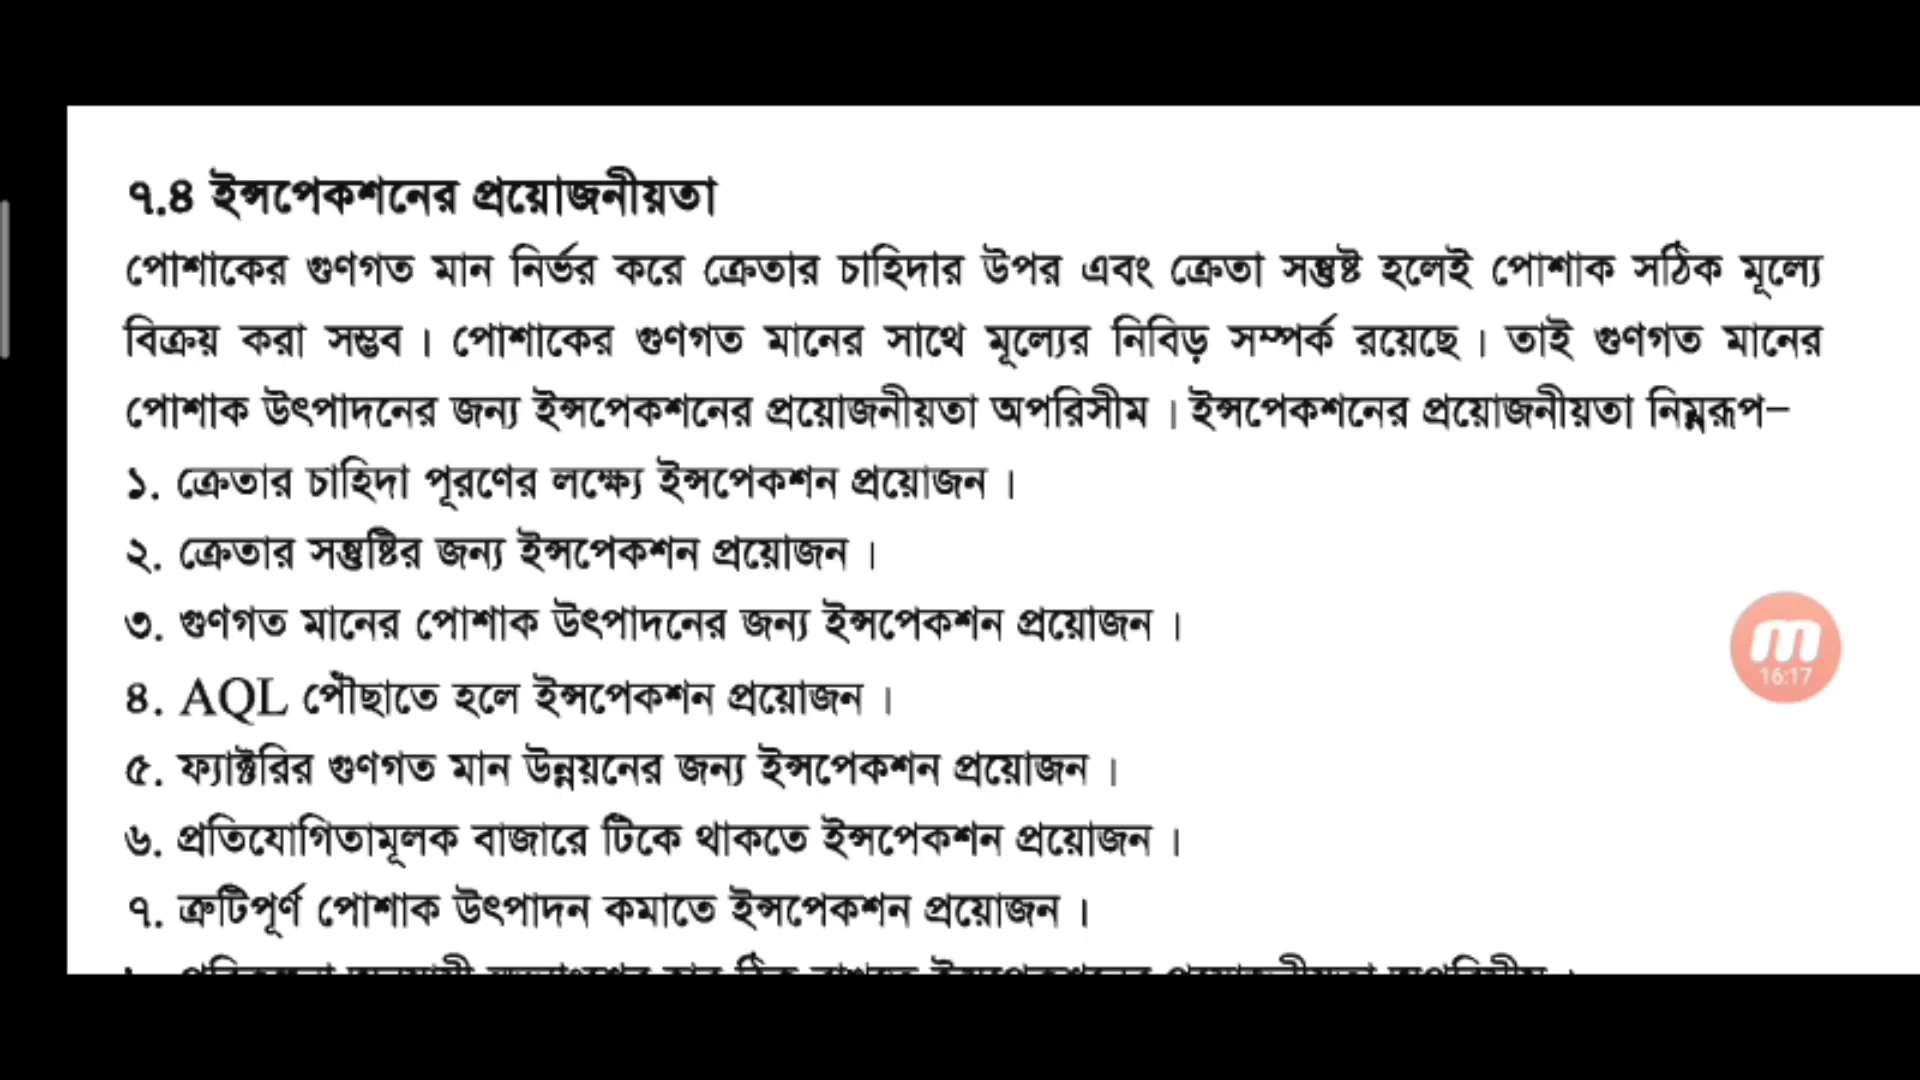 ৭.৪ ইন্সপেকশনের প্রয়োজনীয়তা
পোশাকের গুণগত মান নির্ভর করে ক্রেতার চাহিদার উপর এবং ক্রেতা সন্তুষ্ট হলেই পোশাক সঠিক মূল্যে
বিক্রয় করা সম্ভব। পোশাকের গুণগত মানের সাথে মূল্যের নিবিড় সম্পর্ক রয়েছে। তাই গুণগত মানের
পোশাক উৎপাদনের জন্য ইন্সপেকশনের প্রয়োজনীয়তা অপরিসীম। ইন্সপেকশনের প্রয়োজনীয়তা নিম্নরূপ–
১. ক্রেতার চাহিদা পূরণের লক্ষ্যে ইন্সপেকশন প্রয়োজন।
২. ক্রেতার সন্তুষ্টির জন্য ইন্সপেকশন প্রয়োজন।
৩. গুণগত মানের পোশাক উৎপাদনের জন্য ইন্সপেকশন প্রয়োজন।
৪. AQL পৌঁছাতে হলে ইন্সপেকশন প্রয়োজন।
৫. ফ্যাক্টরির গুণগত মান উন্নয়নের জন্য ইন্সপেকশন প্রয়োজন।
৬. প্রতিযোগিতামূলক বাজারে টিকে থাকতে ইন্সপেকশন প্রয়োজন।
৭. ত্রুটিপূর্ণ পোশাক উৎপাদন কমাতে ইন্সপেকশন প্রয়োজন।
m
16:17